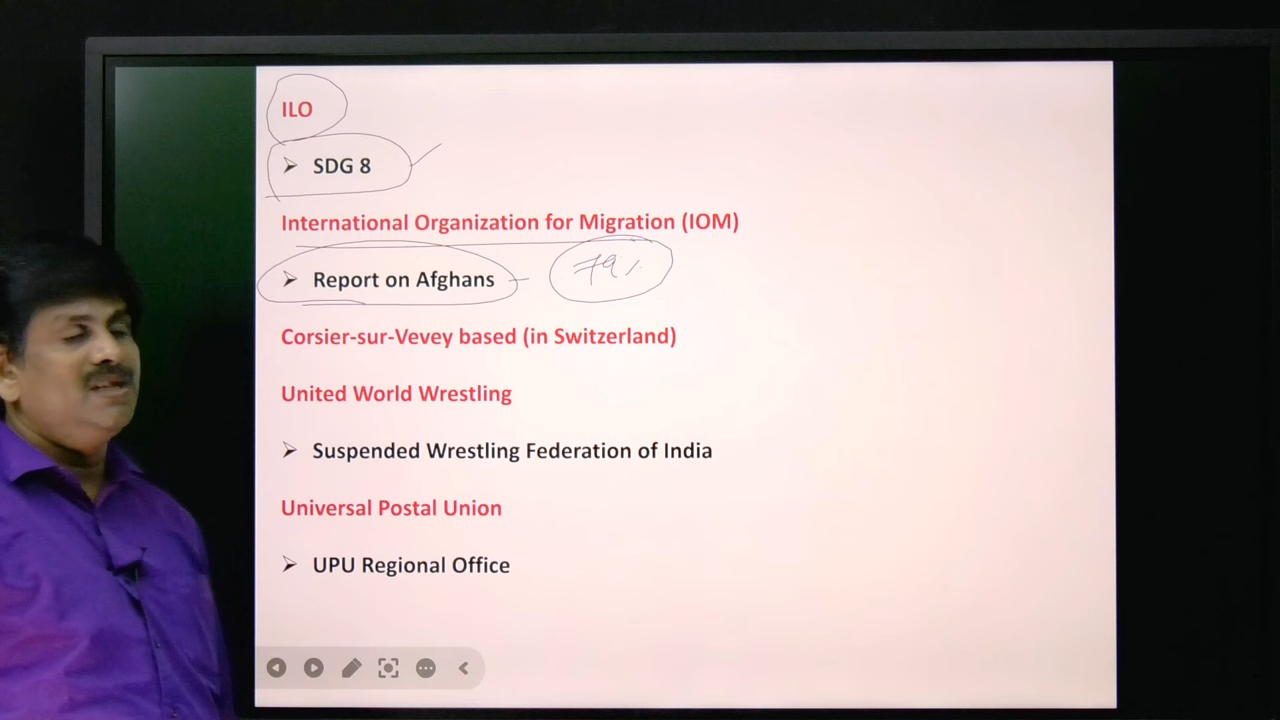 ILO
➤ SDG 8
International Organization for Migration (IOM)
➤ Report on Afghans 79%
Corsier-sur-Vevey based (in Switzerland)
United World Wrestling
➤ Suspended Wrestling Federation of India
Universal Postal Union
➤ UPU Regional Office